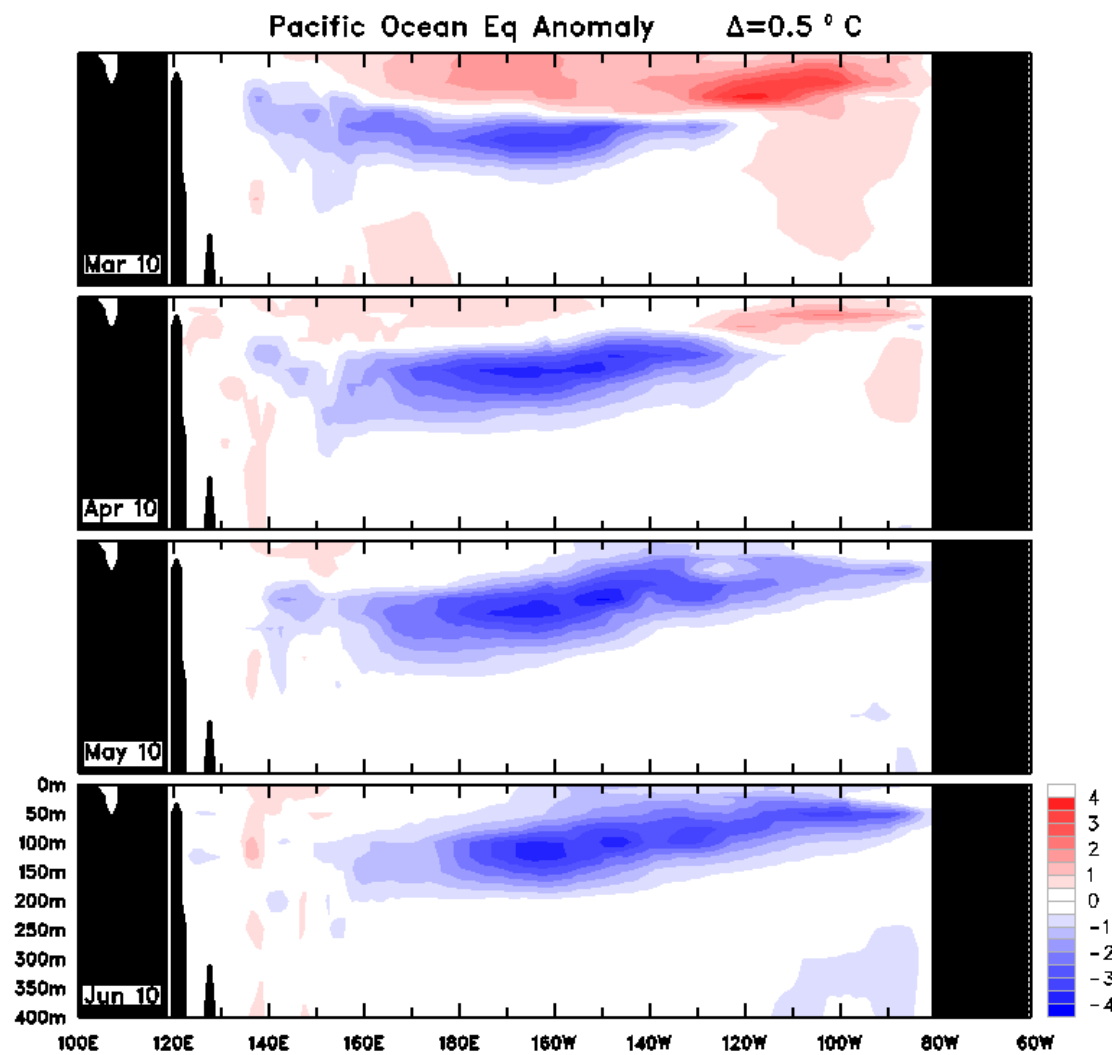 Pacific Ocean Eq Anomaly Δ=0.5 ° C
Mar 10
Apr 10
May 10
Jun 10
0m
50m
100m
150m
200m
250m
300m
350m
400m
100E 120E 140E 160E 180 160W 140W 120W 100W 80W 60W
4
3
2
1
0
-1
-2
-3
-4